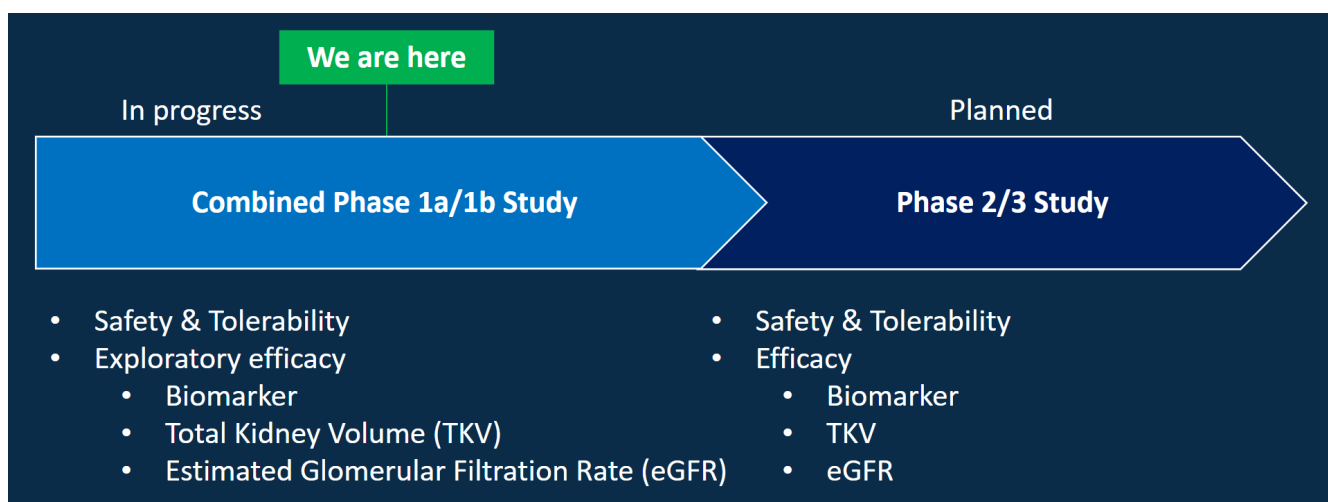 We are here
In progress
Planned
Combined Phase 1a/1b Study
Phase 2/3 Study
• Safety & Tolerability
• Exploratory efficacy
• Biomarker
• Total Kidney Volume (TKV)
• Estimated Glomerular Filtration Rate (eGFR)
• Safety & Tolerability
• Efficacy
• Biomarker
• TKV
• eGFR